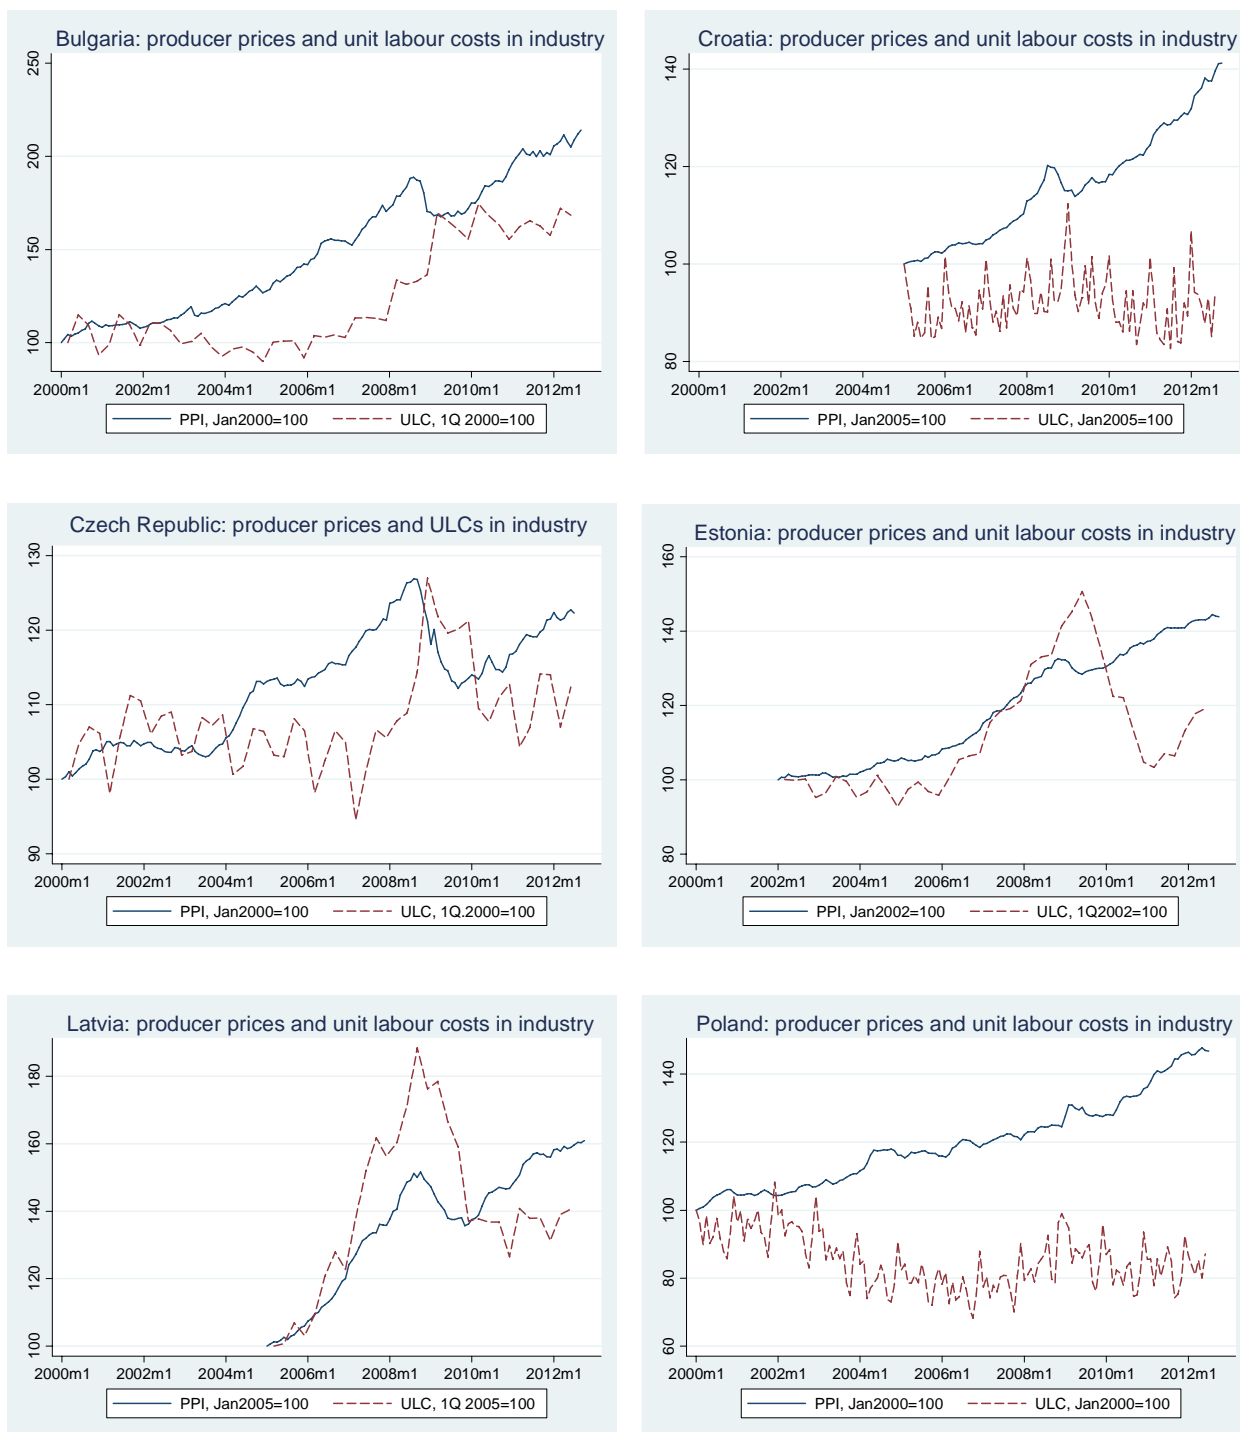 Bulgaria: producer prices and unit labour costs in industry
250
200
150
100
2000m1 2002m1 2004m1 2006m1 2008m1 2010m1 2012m1
PPI, Jan2000=100 ULC, 1Q 2000=100
Croatia: producer prices and unit labour costs in industry
140
120
100
80
2000m1 2002m1 2004m1 2006m1 2008m1 2010m1 2012m1
PPI, Jan2005=100 ULC, Jan2005=100
Czech Republic: producer prices and ULCs in industry
130
120
110
100
90
2000m1 2002m1 2004m1 2006m1 2008m1 2010m1 2012m1
PPI, Jan2000=100 ULC, 1Q.2000=100
Estonia: producer prices and unit labour costs in industry
160
140
120
100
80
2000m1 2002m1 2004m1 2006m1 2008m1 2010m1 2012m1
PPI, Jan2002=100 ULC, 1Q2002=100
Latvia: producer prices and unit labour costs in industry
180
160
140
120
100
2000m1 2002m1 2004m1 2006m1 2008m1 2010m1 2012m1
PPI, Jan2005=100 ULC, 1Q 2005=100
Poland: producer prices and unit labour costs in industry
140
120
100
80
60
2000m1 2002m1 2004m1 2006m1 2008m1 2010m1 2012m1
PPI, Jan2000=100 ULC, Jan2000=100